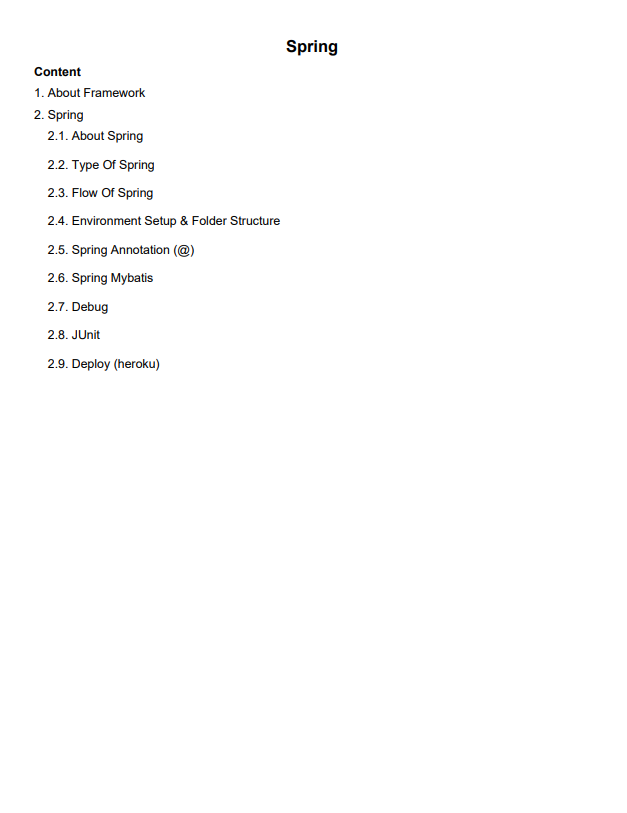 Spring
Content
1. About Framework
2. Spring
2.1. About Spring
2.2. Type Of Spring
2.3. Flow Of Spring
2.4. Environment Setup & Folder Structure
2.5. Spring Annotation (@)
2.6. Spring Mybatis
2.7. Debug
2.8. JUnit
2.9. Deploy (heroku)